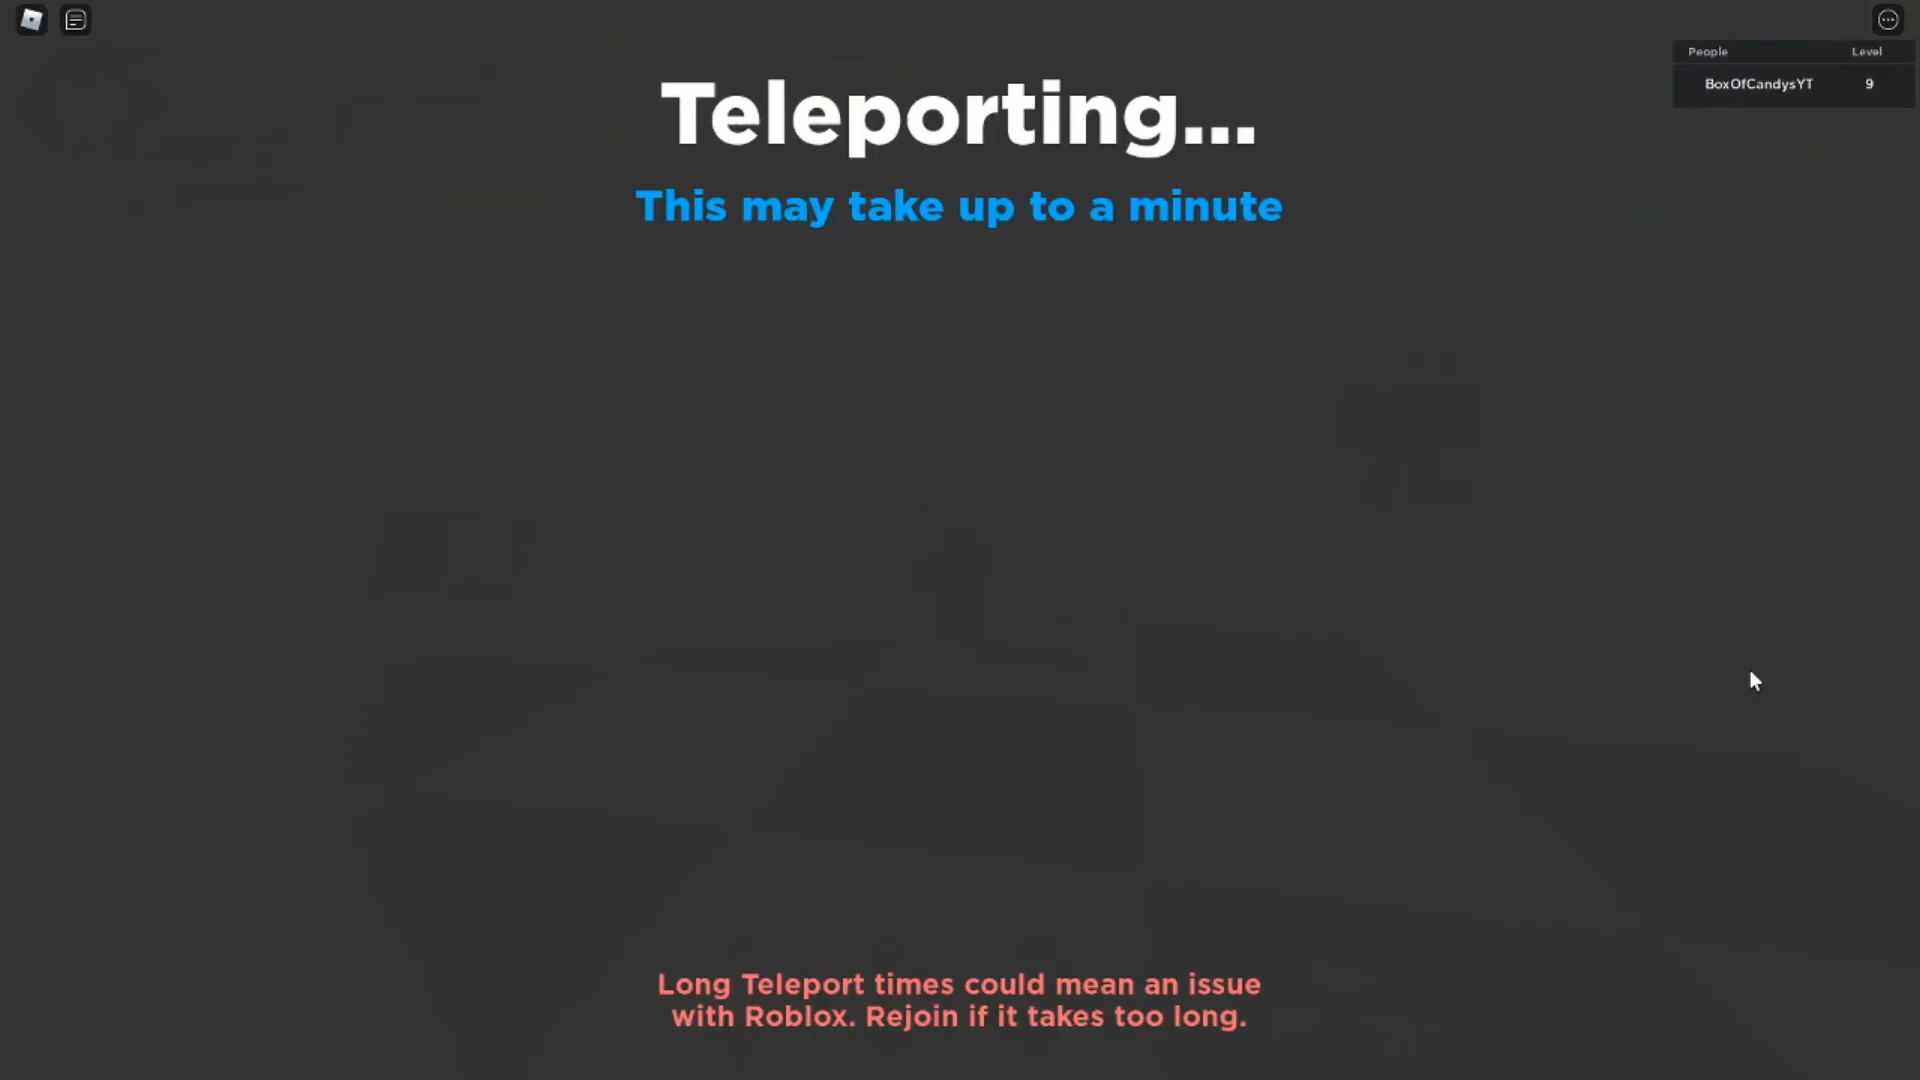 People Level
BoxOfCandysYT 9
Teleporting...
This may take up to a minute
Long Teleport times could mean an issue
with Roblox. Rejoin if it takes too long.